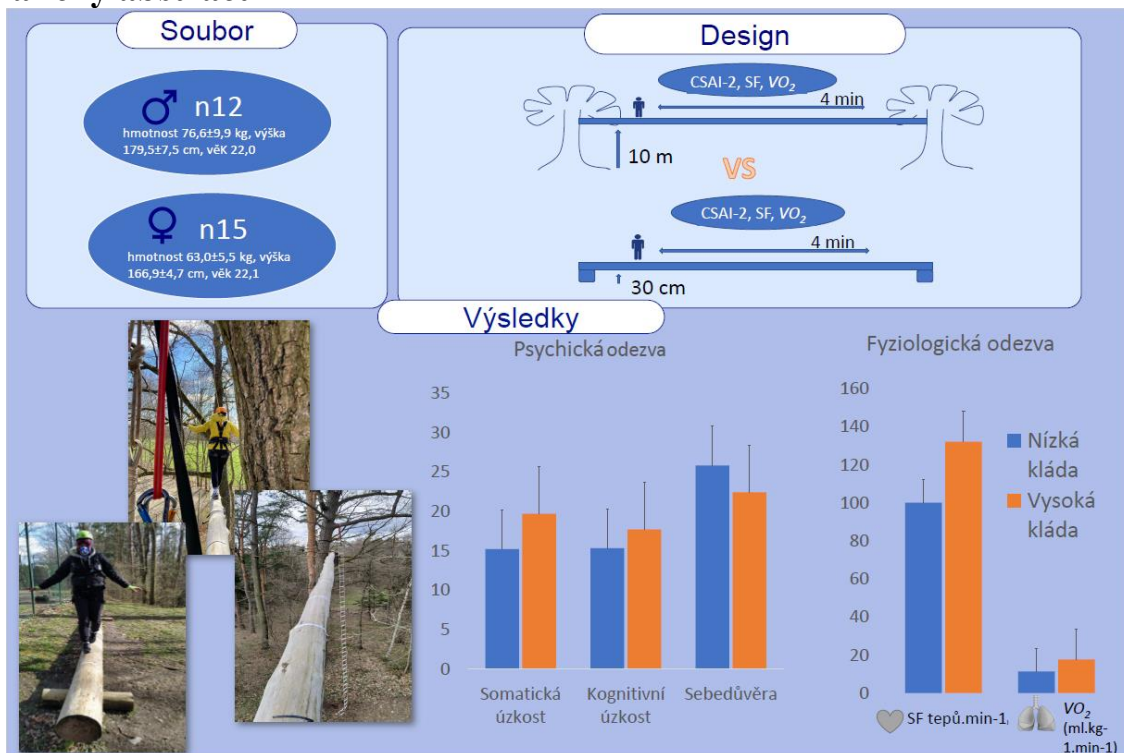 Soubor
n12
hmotnost 76,6±9,9 kg, výška
179,5±7,5 cm, věK 22,0
n15
hmotnost 63,0±5,5 kg, výška
166,9±4,7 cm, věk 22,1
Design
CSAI-2, SF, VO2
4 min
10 m
VS
CSAI-2, SF, VO2
4 min
30 cm
Výsledky
Psychická odezva
35
30
25
20
15
10
5
0
Somatická
úzkost
Kognitivní
úzkost
Sebedůvěra
Fyziologická odezva
160
140
120
100
80
60
40
20
0
Nízká
kláda
Vysoká
kláda
SF tepů.min-1,
VO2
(ml.kg-
1.min-1)